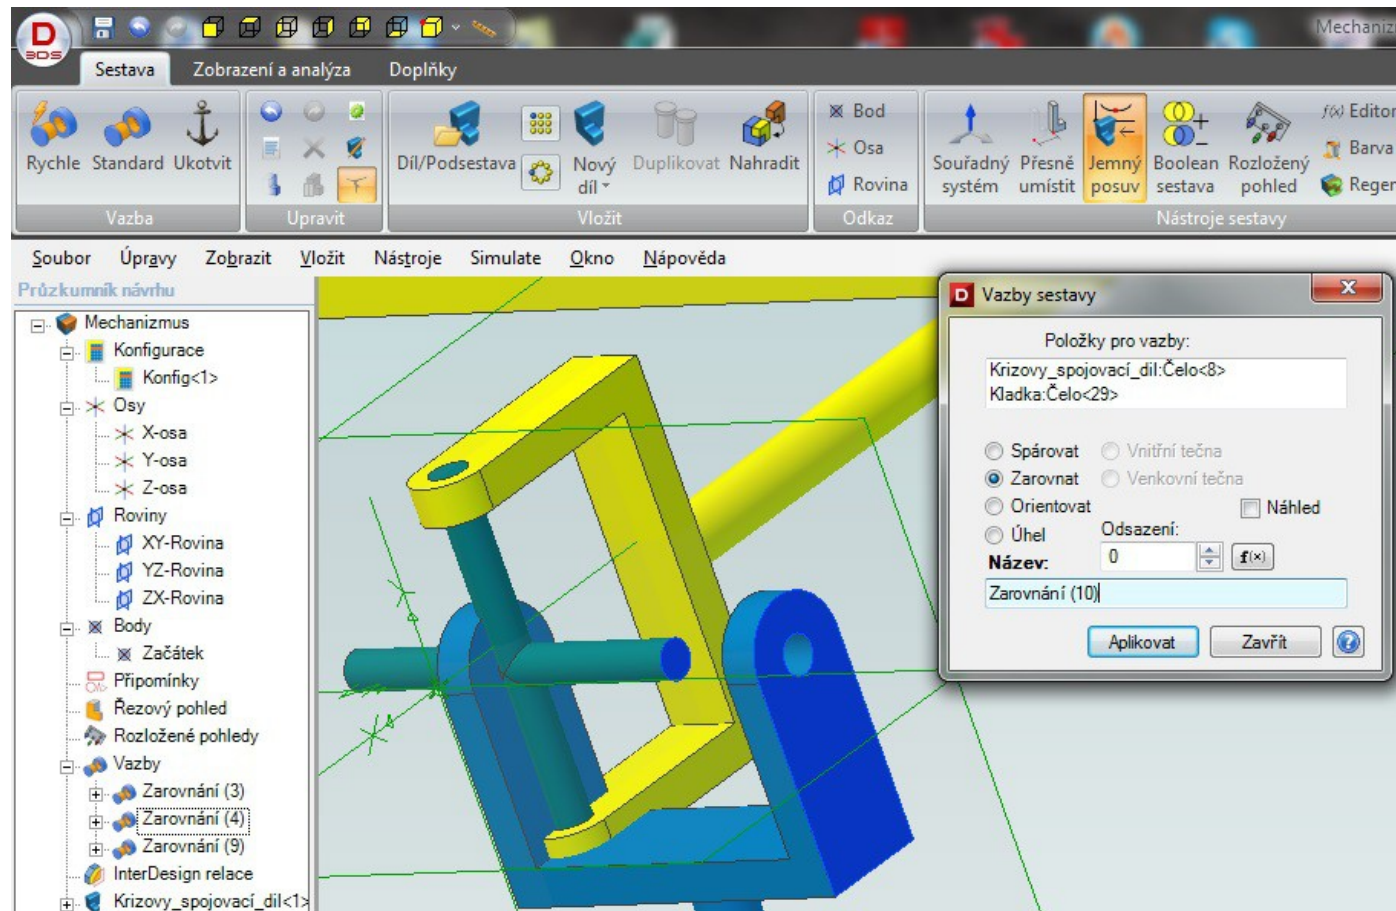 D
3DS
Mechaniz
Sestava Zobrazení a analýza Doplňky
Rychle Standard Ukotvit
Vazba
Upravit
Díl/Podsestava Nový díl Duplikovat Nahradit
Vložit
Bod
Osa
Rovina
Odkaz
Souřadný systém Přesně umístit Jemný posuv Boolean sestava Rozložený pohled
f(x) Editor
Barva
Regen
Nástroje sestavy
Soubor Úpravy Zobrazit Vložit Nástroje Simulate Okno Nápověda
Průzkumník návrhu
Mechanizmus
Konfigurace
Konfig<1>
Osy
X-osa
Y-osa
Z-osa
Roviny
XY-Rovina
YZ-Rovina
ZX-Rovina
Body
Začátek
Připomínky
Řezový pohled
Rozložené pohledy
Vazby
Zarovnání (3)
Zarovnání (4)
Zarovnání (9)
InterDesign relace
Krizovy_spojovací_dil<1>
D Vazby sestavy
Položky pro vazby:
Krizovy_spojovací_dil:Čelo<8>
Kladka:Čelo<29>
Spárovat Vnitřní tečna
Zarovnat Venkovní tečna
Orientovat Náhled
Úhel Odsazení:
Název: 0 f(x)
Zarovnání (10)
Aplikovat Zavřít